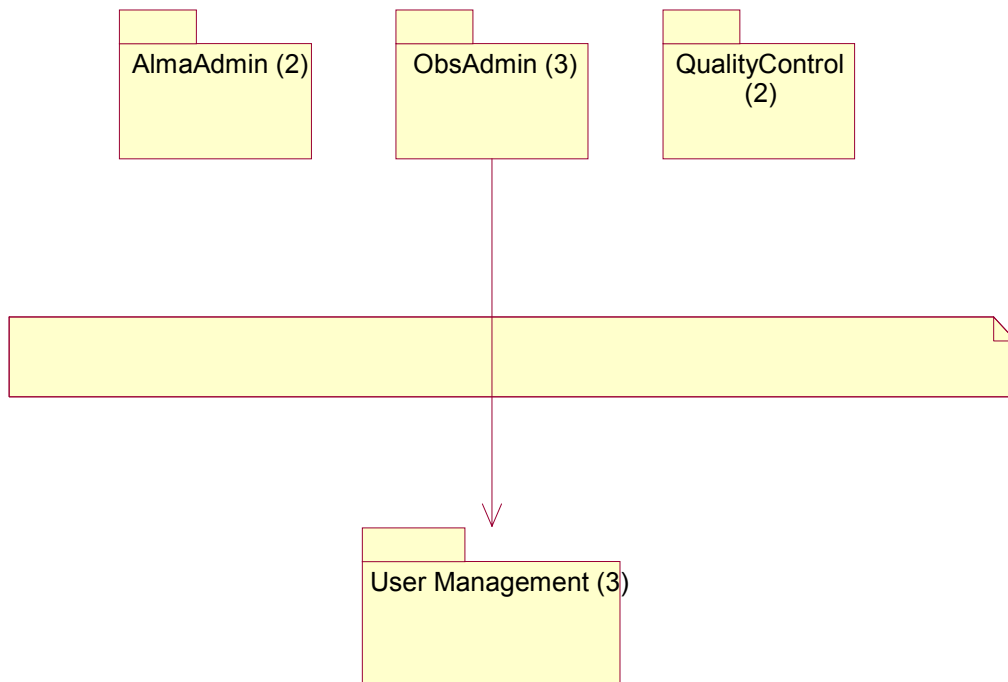 AlmaAdmin (2)
ObsAdmin (3)
QualityControl
(2)
User Management (3)